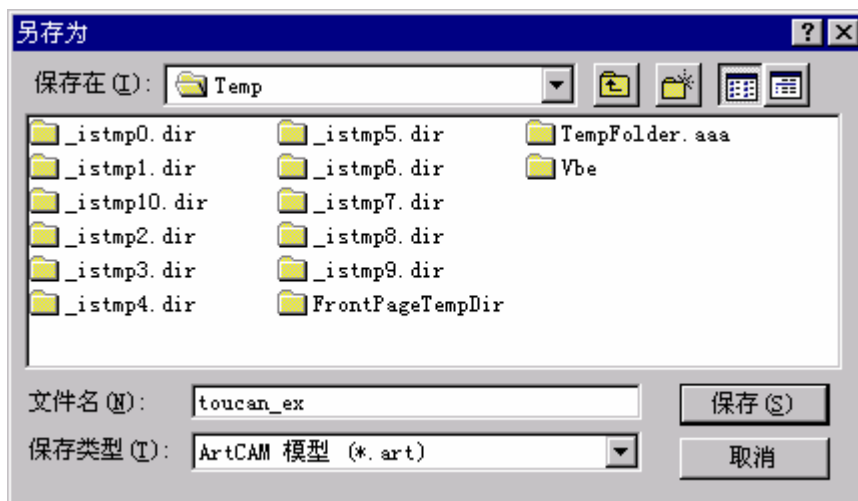 另存为
保存在(I): Temp
_istmp0.dir _istmp5.dir TempFolder.aaa
_istmp1.dir _istmp6.dir Vbe
_istmp10.dir _istmp7.dir
_istmp2.dir _istmp8.dir
_istmp3.dir _istmp9.dir
_istmp4.dir FrontPageTempDir
文件名(N): toucan_ex 保存(S)
保存类型(T): ArtCAM 模型 (*.art) 取消